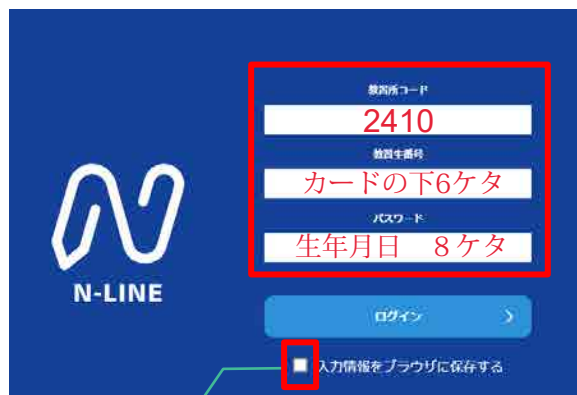 教習所コード
2410
教習生番号
カードの下6ケタ
パスワード
生年月日　８ケタ
N-LINE
ログイン
入力情報をブラウザに保存する